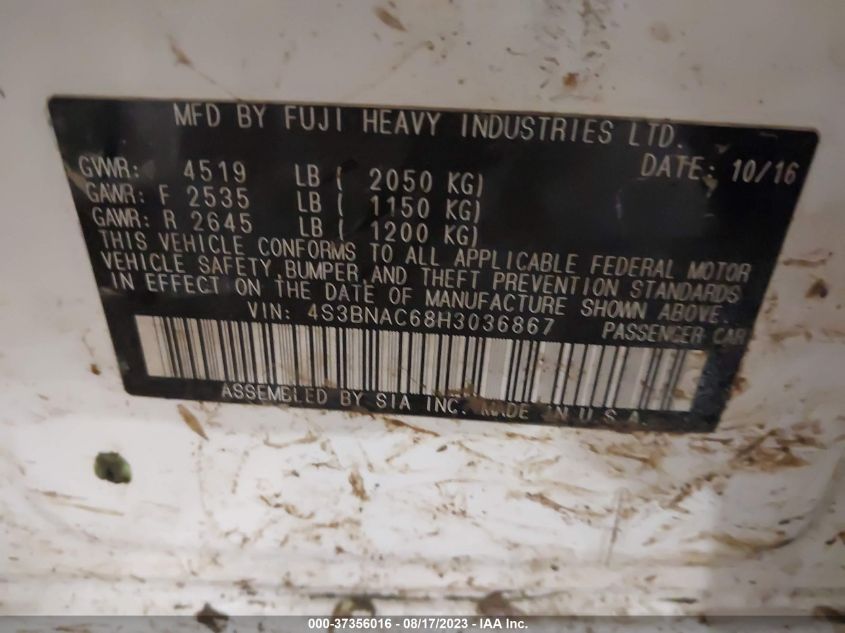 MFD BY FUJI HEAVY INDUSTRIES LTD.
DATE: 10/16
GVWR: 4519 LB ( 2050 KG)
GAWR: F 2535 LB ( 1150 KG)
GAWR: R 2645 LB ( 1200 KG)
THIS VEHICLE CONFORMS TO ALL APPLICABLE FEDERAL MOTOR
VEHICLE SAFETY, BUMPER, AND THEFT PREVENTION STANDARDS
IN EFFECT ON THE DATE OF MANUFACTURE SHOWN ABOVE.
VIN: 4S3BNAC68H3036867 PASSENGER CAR
ASSEMBLED BY SIA INC. MADE IN U.S.A.
000-37356016 - 08/17/2023 - IAA Inc.